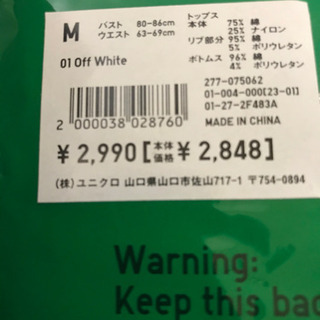 M
バスト 80-86cm
ウエスト 63-69cm
トップス
本体 75% 綿
25% ナイロン
リブ部分 95% 綿
5% ポリウレタン
ボトムス 96% 綿
4% ポリウレタン
01 Off White
277-075062
01-004-000[23-01]
01-27-2F483A
2 000038 028760
MADE IN CHINA
¥ 2,990[本体価格 ¥ 2,848]
(株)ユニクロ 山口県山口市佐山717-1 〒754-0894
Warning:
Keep this bag